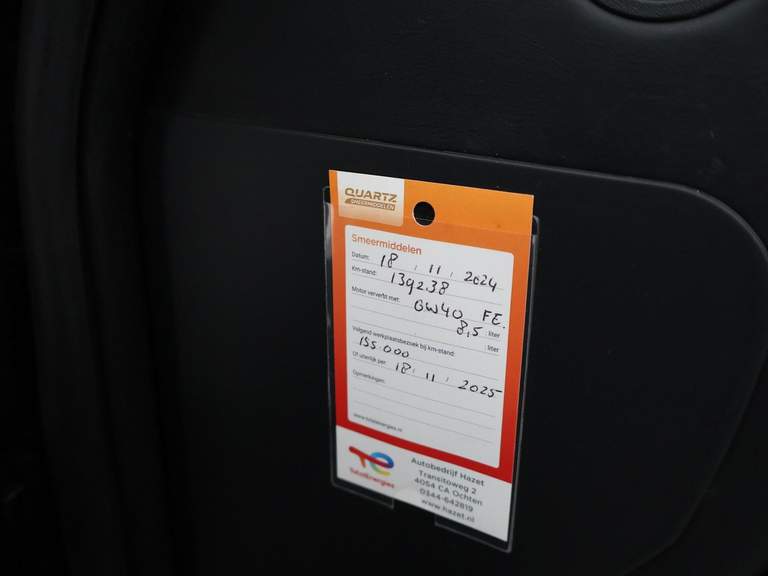 QUARTZ
SMEERMIDDELEN
Smeermiddelen
Datum: 18 . 11 . 2024
Km-stand: 139238
Motor ververst met: 0W40 FE.
8,5 liter
liter
Volgend werkplaatsbezoek bij km-stand:
155.000
Of uiterlijk per: 18 . 11 . 2025
Opmerkingen:
www.totalenergies.nl
TotalEnergies
Autobedrijf Hazet
Transitoweg 2
4054 CA Ochten
0344-642819
www.hazet.nl